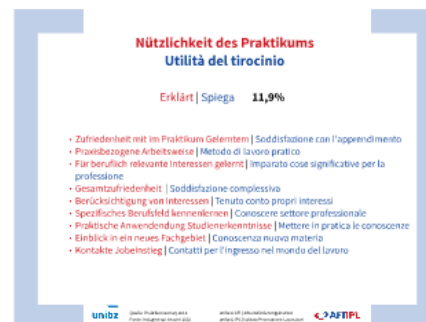 Nützlichkeit des Praktikums
Utilità del tirocinio
Erklärt | Spiega 11,9%
• Zufriedenheit mit im Praktikum Gelerntem | Soddisfazione con l'apprendimento
• Praxisbezogene Arbeitsweise | Metodo di lavoro pratico
• Für beruflich relevante Interessen gelernt | Imparato cose significative per la
professione
• Gesamtzufriedenheit | Soddisfazione complessiva
• Berücksichtigung von Interessen | Tenuto conto propri interessi
• Spezifisches Berufsfeld kennenlernen | Conoscere settore professionale
• Praktische Anwendendung Studienerkenntnisse | Mettere in pratica le conoscenze
• Einblick in ein neues Fachgebiet | Conoscenza nuova materia
• Kontakte Jobeinstieg | Contatti per l'ingresso nel mondo del lavoro
unibz
AFI IPL